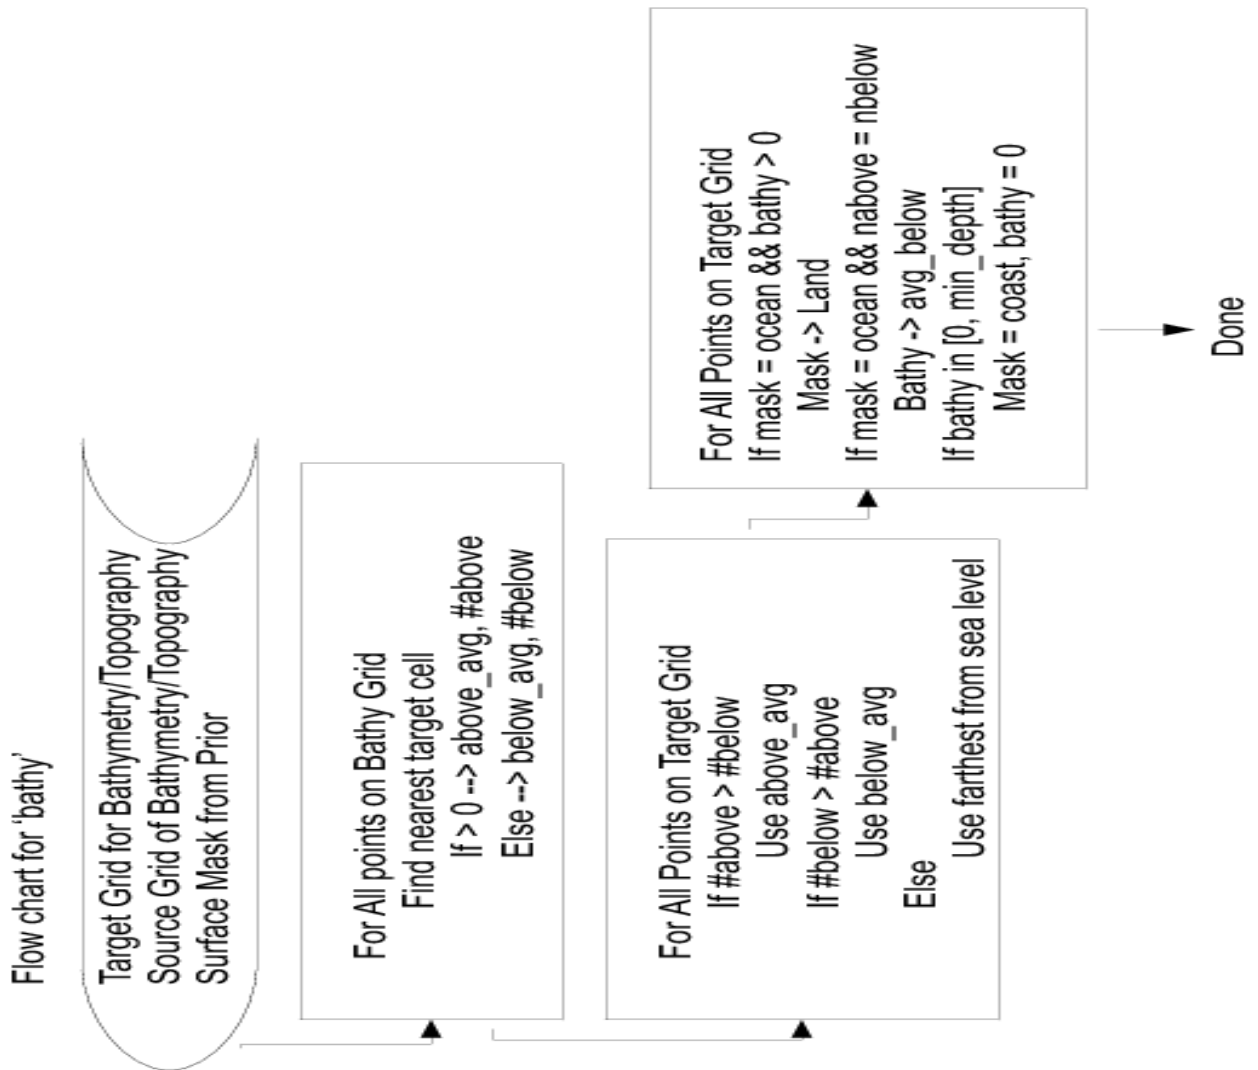 Flow chart for 'bathy'
Target Grid for Bathymetry/Topography
Source Grid of Bathymetry/Topography
Surface Mask from Prior
For All points on Bathy Grid
Find nearest target cell
If > 0 --> above_avg, #above
Else --> below_avg, #below
For All Points on Target Grid
If #above > #below
Use above_avg
If #below > #above
Use below_avg
Else
Use farthest from sea level
For All Points on Target Grid
If mask = ocean && bathy > 0
Mask -> Land
If mask = ocean && nabove = nbelow
Bathy -> avg_below
If bathy in [0, min_depth]
Mask = coast, bathy = 0
Done